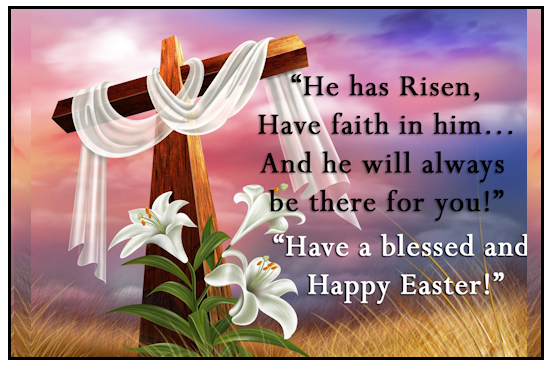 “He has Risen,
Have faith in him...
And he will always
be there for you!”
“Have a blessed and
Happy Easter!”